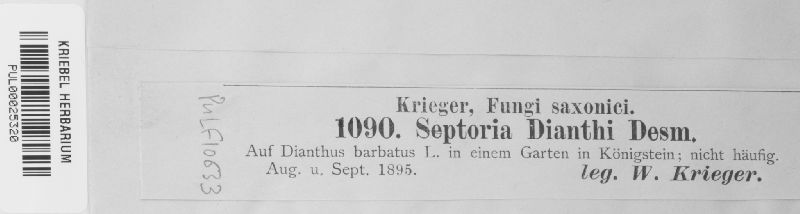 KRIEBEL HERBARIUM
PUL00025320
PULF10633
Krieger, Fungi saxonici.
1090. Septoria Dianthi Desm.
Auf Dianthus barbatus L. in einem Garten in Königstein; nicht häufig.
Aug. u. Sept. 1895.
leg. W. Krieger.